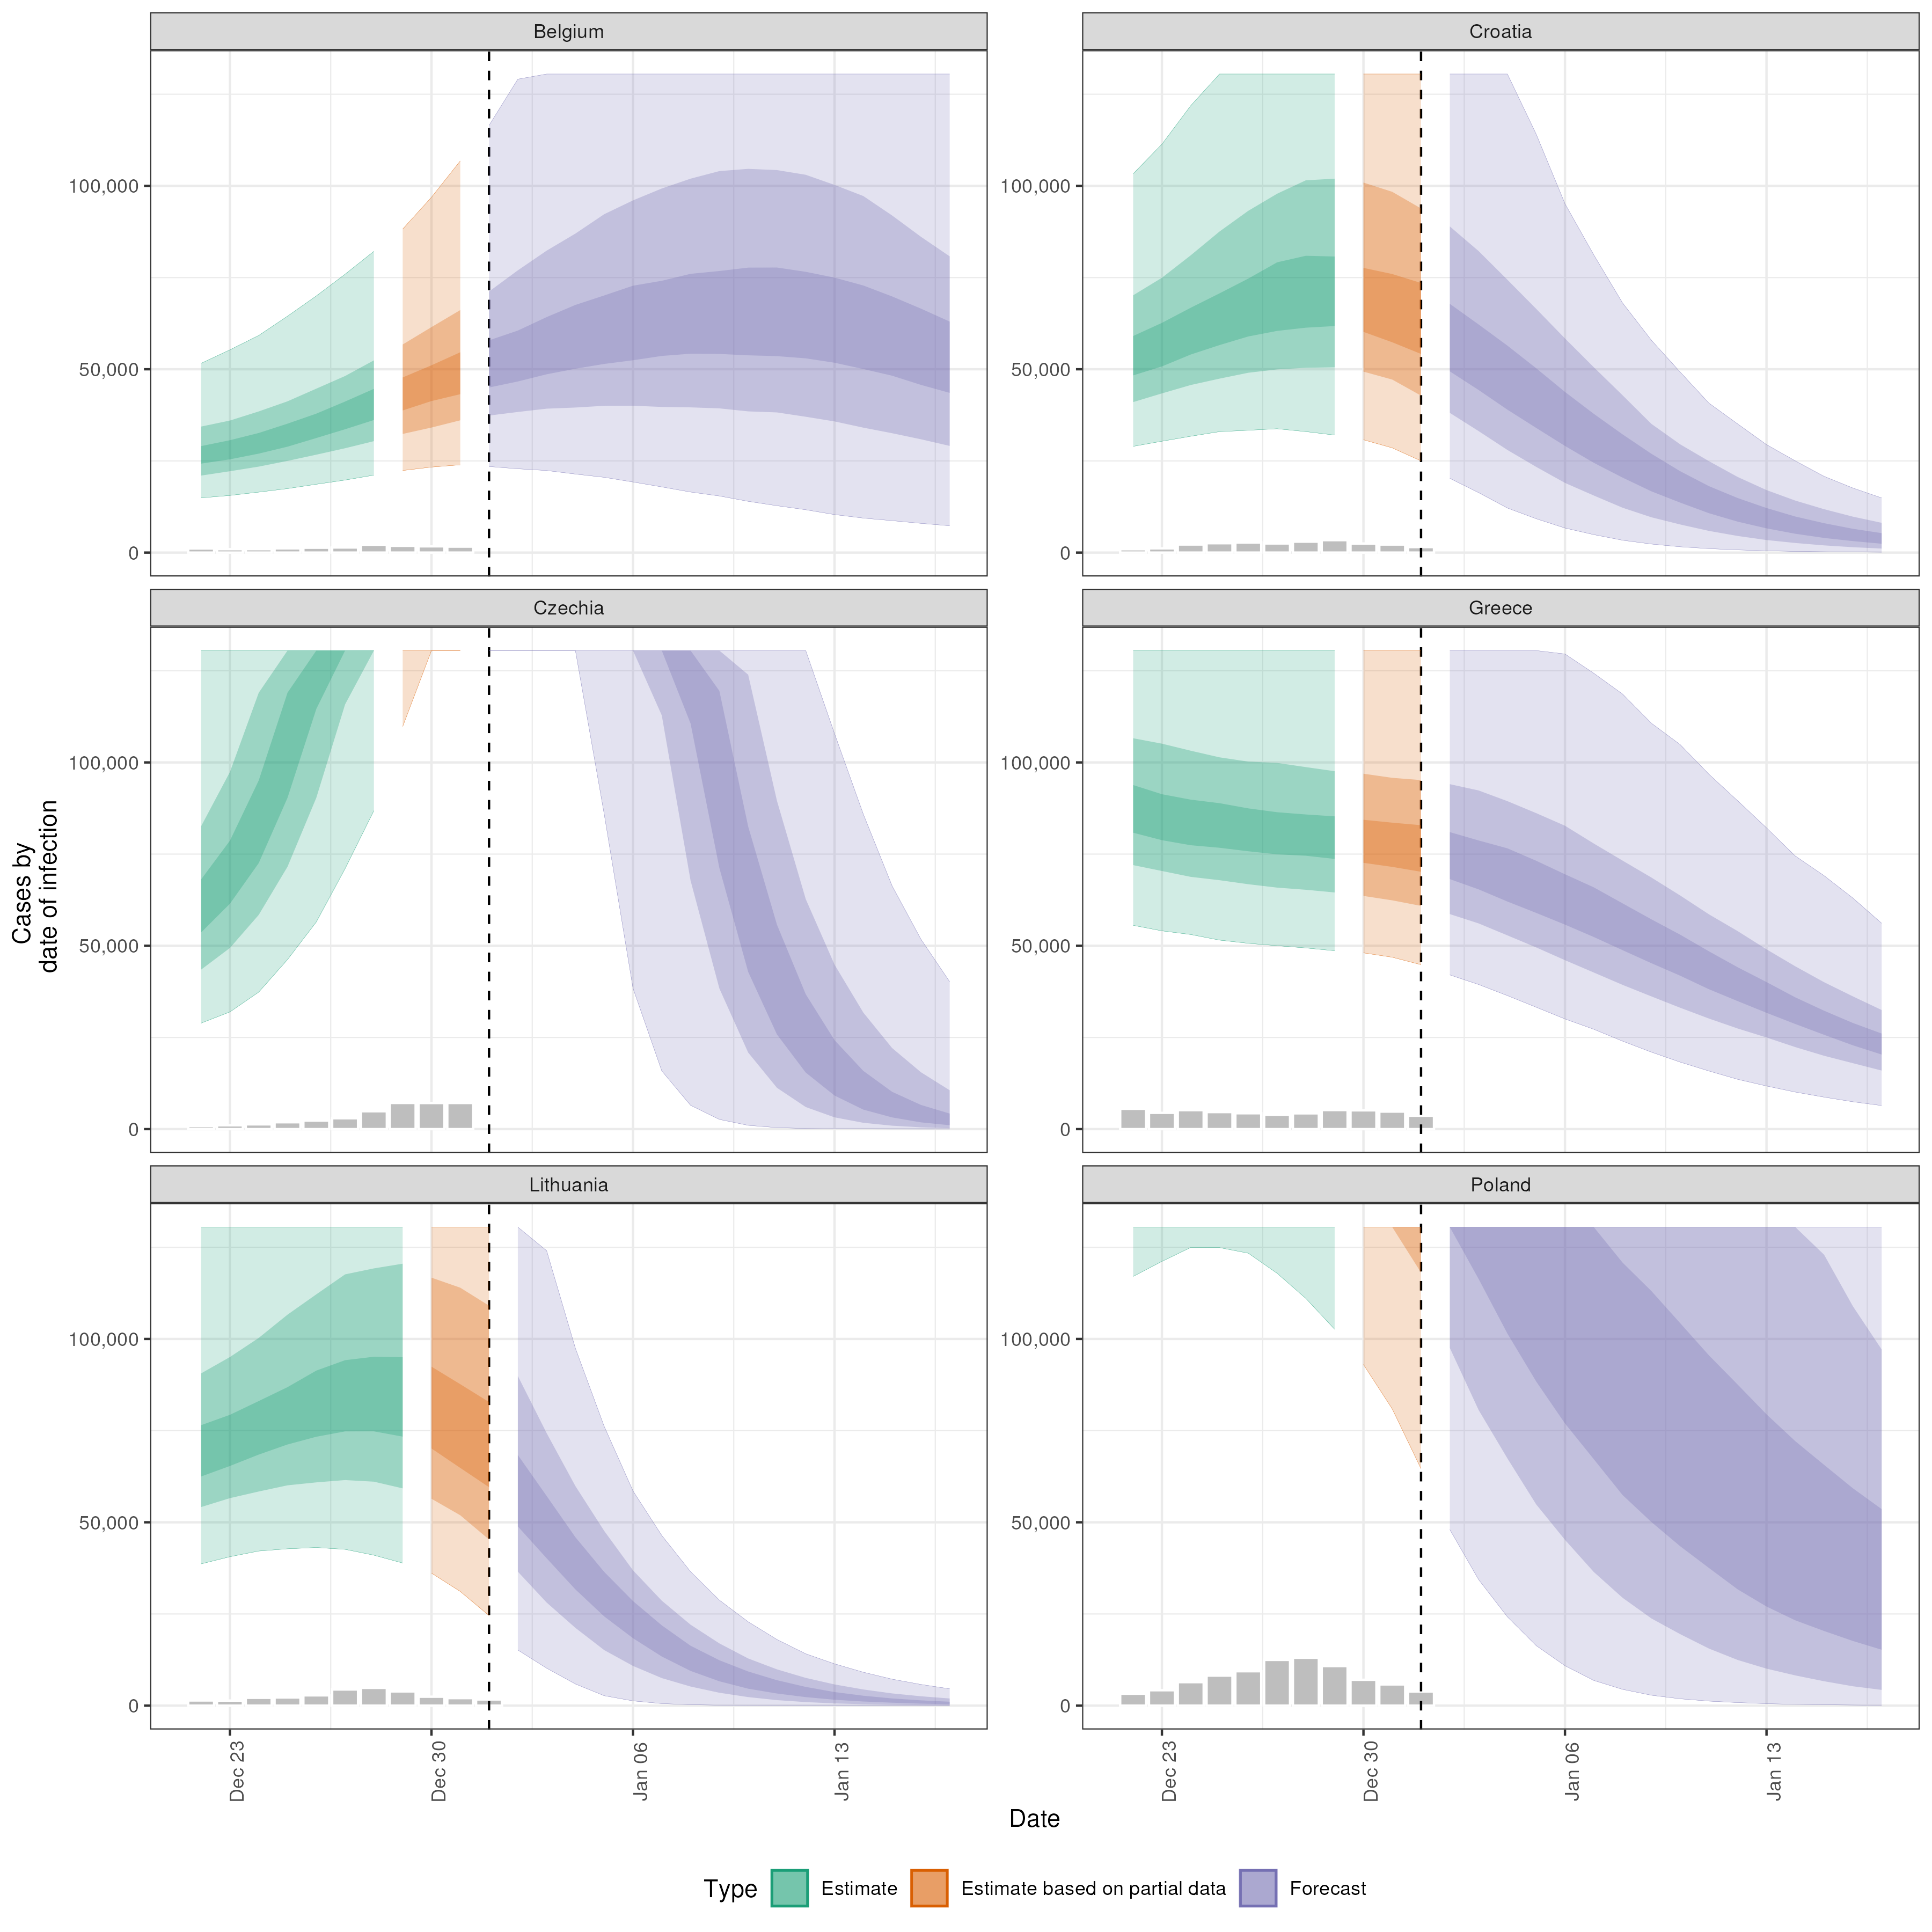 Belgium
Croatia
100,000
50,000
0
100,000
50,000
0
Czechia
Greece
100,000
50,000
0
100,000
50,000
0
Cases by
date of infection
Lithuania
Poland
100,000
50,000
0
100,000
50,000
0
Dec 23
Dec 30
Jan 06
Jan 13
Dec 23
Dec 30
Jan 06
Jan 13
Date
Type
Estimate
Estimate based on partial data
Forecast